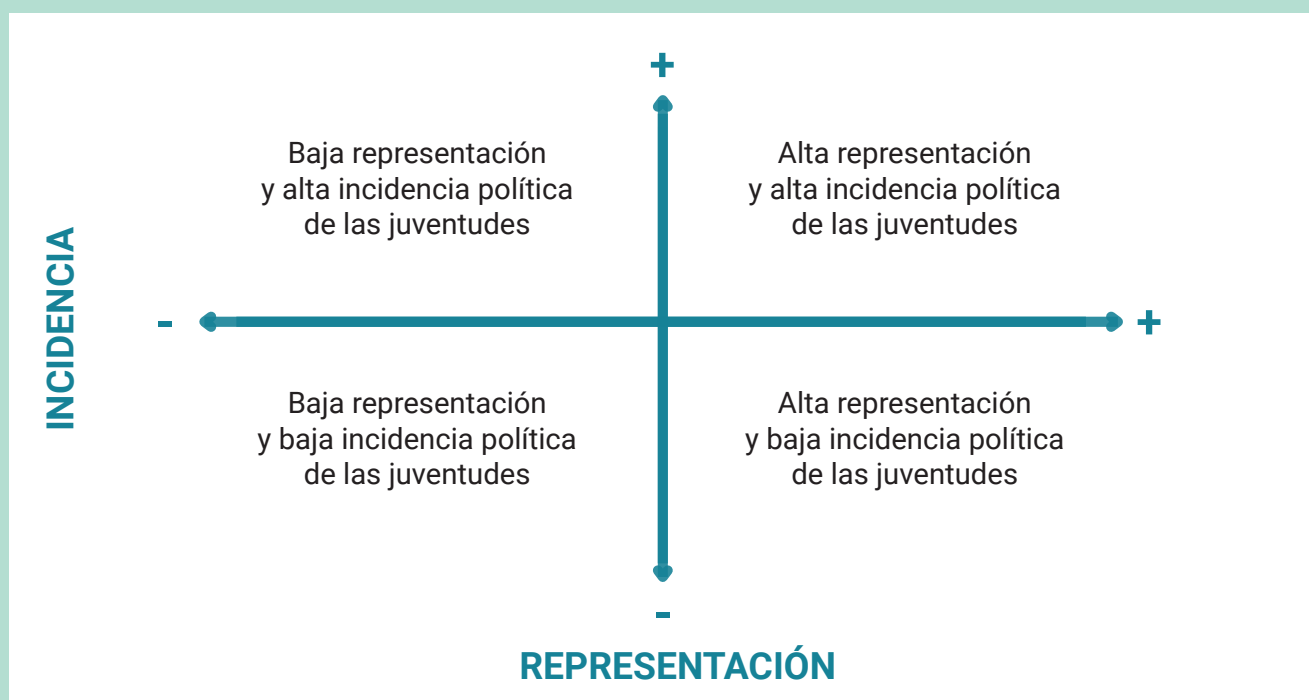 +
Baja representación
y alta incidencia política
de las juventudes
Alta representación
y alta incidencia política
de las juventudes
INCIDENCIA
-
+
Baja representación
y baja incidencia política
de las juventudes
Alta representación
y baja incidencia política
de las juventudes
-
REPRESENTACIÓN